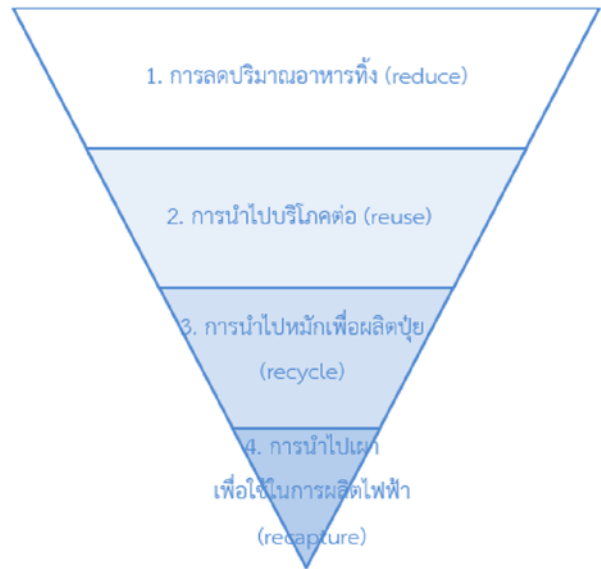 1. การลดปริมาณอาหารทิ้ง (reduce)
2. การนำไปบริโภคต่อ (reuse)
3. การนำไปหมักเพื่อผลิตปุ๋ย
(recycle)
4. การนำไปเผา
เพื่อใช้ในการผลิตไฟฟ้า
(recapture)